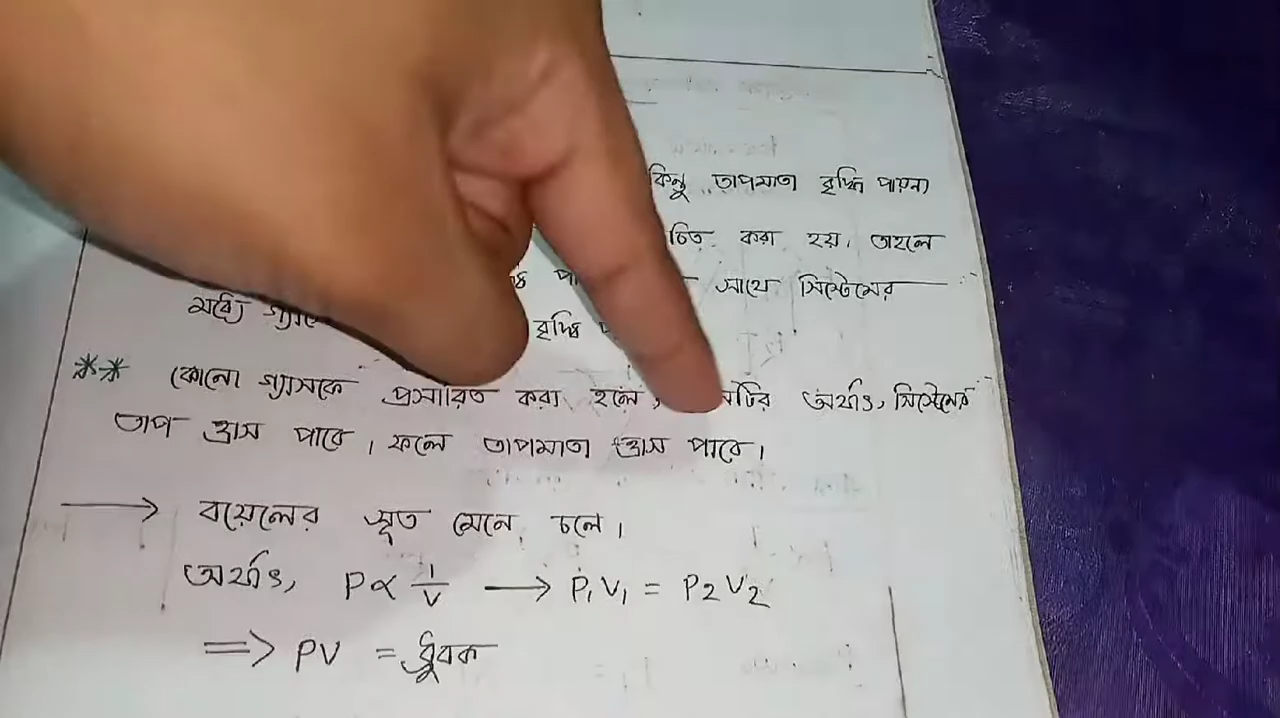 কিন্তু তাপমাত্রা বৃদ্ধি পায়না
চিত করা হয়, তাহলে
সাথে সিস্টেমের
মধ্যে বৃদ্ধি
** কোনো গ্যাসকে প্রসারিত করা হলে, টির অর্থাৎ, সিস্টেমের
তাপ হ্রাস পাবে। ফলে তাপমাত্রা হ্রাস পাবে।
→ বয়েলের সূত্র মেনে চলে।
অর্থাৎ, P ∝ 1/V → P₁V₁ = P₂V₂
⇒ PV = ধ্রুবক